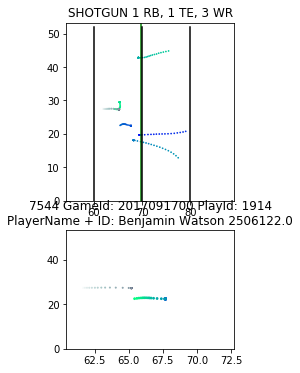 SHOTGUN 1 RB, 1 TE, 3 WR
50
40
30
20
10
0
60 70 80
7544 GameId: 2017091700 PlayId: 1914
PlayerName + ID: Benjamin Watson 2506122.0
40
20
0
62.5 65.0 67.5 70.0 72.5